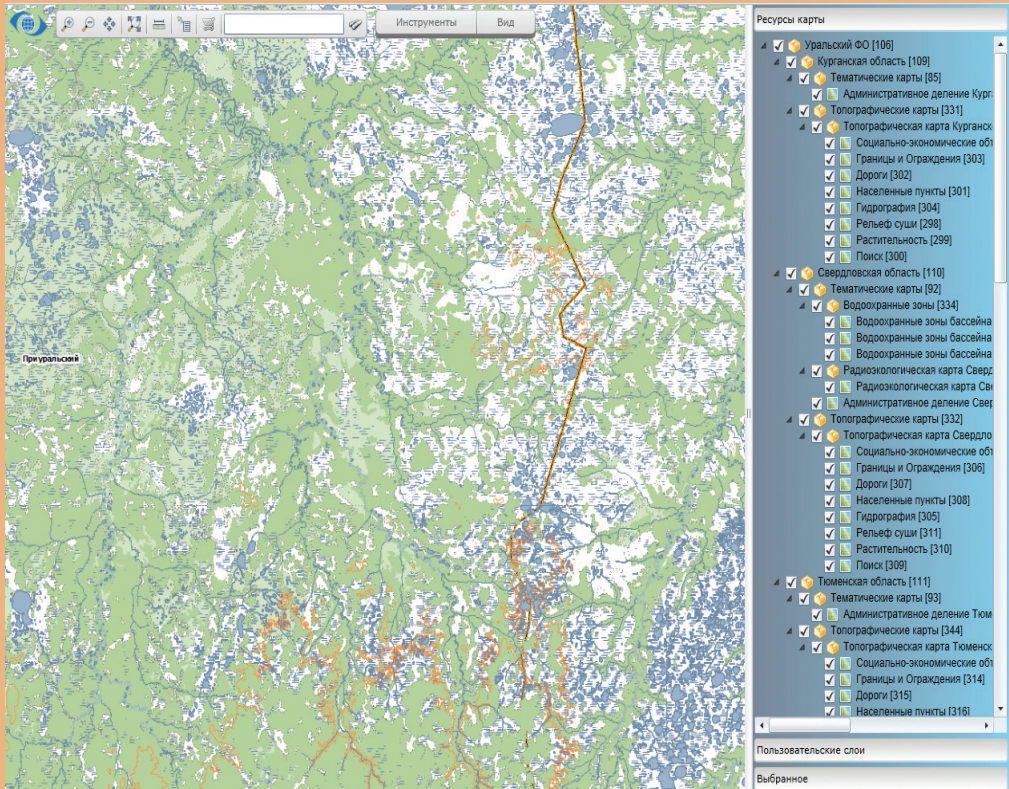 Инструменты
Вид
Приуральский
Ресурсы карты
Уральский ФО [106]
Курганская область [109]
Тематические карты [85]
Административное деление Кург
Топографические карты [331]
Топографическая карта Курганск
Социально-экономические объ
Границы и Ограждения [303]
Дороги [302]
Населенные пункты [301]
Гидрография [304]
Рельеф суши [298]
Растительность [299]
Поиск [300]
Свердловская область [110]
Тематические карты [92]
Водоохранные зоны [334]
Водоохранные зоны бассейна
Водоохранные зоны бассейна
Водоохранные зоны бассейна
Радиоэкологическая карта Сверд
Радиоэкологическая карта Све
Административное деление Свер
Топографические карты [332]
Топографическая карта Свердло
Социально-экономические объ
Границы и Ограждения [306]
Дороги [307]
Населенные пункты [308]
Гидрография [305]
Рельеф суши [311]
Растительность [310]
Поиск [309]
Тюменская область [111]
Тематические карты [93]
Административное деление Тюм
Топографические карты [344]
Топографическая карта Тюменск
Социально-экономические объ
Границы и Ограждения [314]
Дороги [315]
Населенные пункты [316]
Пользовательские слои
Выбранное